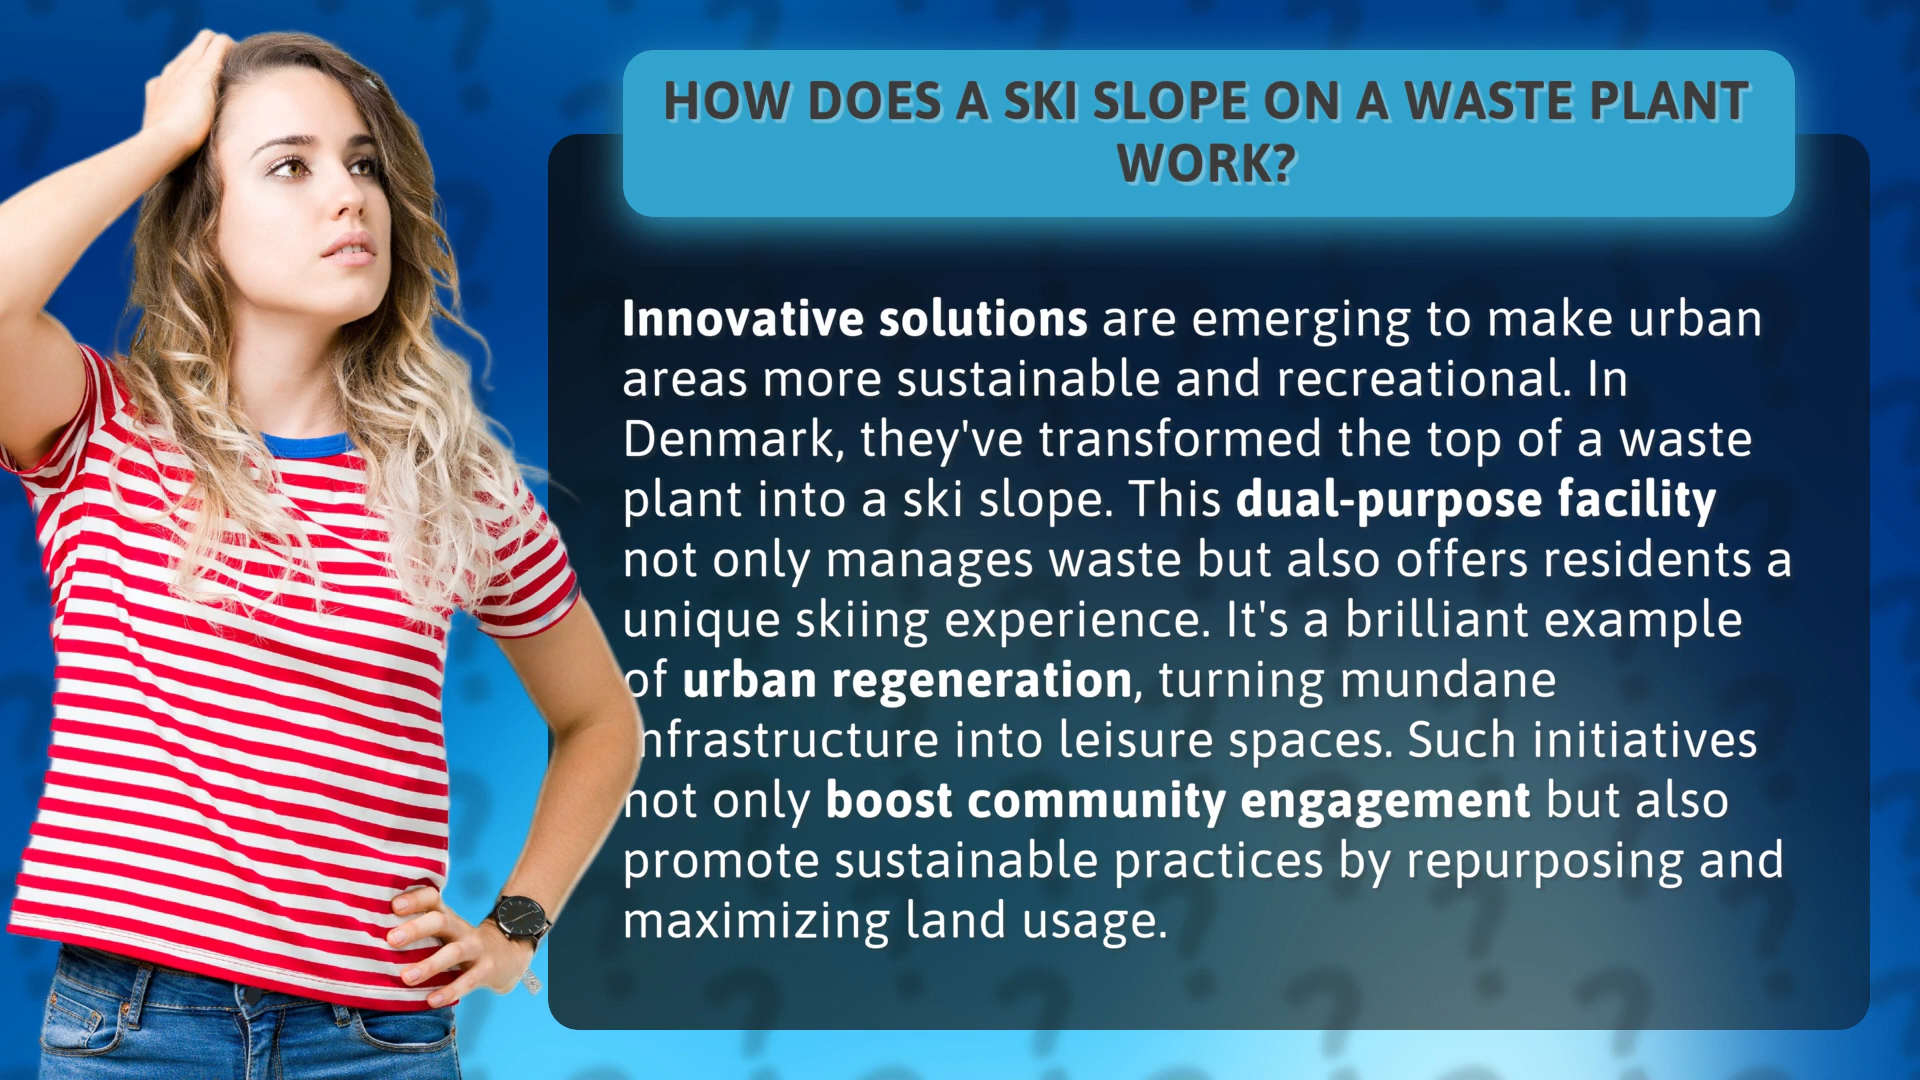 HOW DOES A SKI SLOPE ON A WASTE PLANT
WORK?
Innovative solutions are emerging to make urban
areas more sustainable and recreational. In
Denmark, they've transformed the top of a waste
plant into a ski slope. This dual-purpose facility
not only manages waste but also offers residents a
unique skiing experience. It's a brilliant example
of urban regeneration, turning mundane
infrastructure into leisure spaces. Such initiatives
not only boost community engagement but also
promote sustainable practices by repurposing and
maximizing land usage.